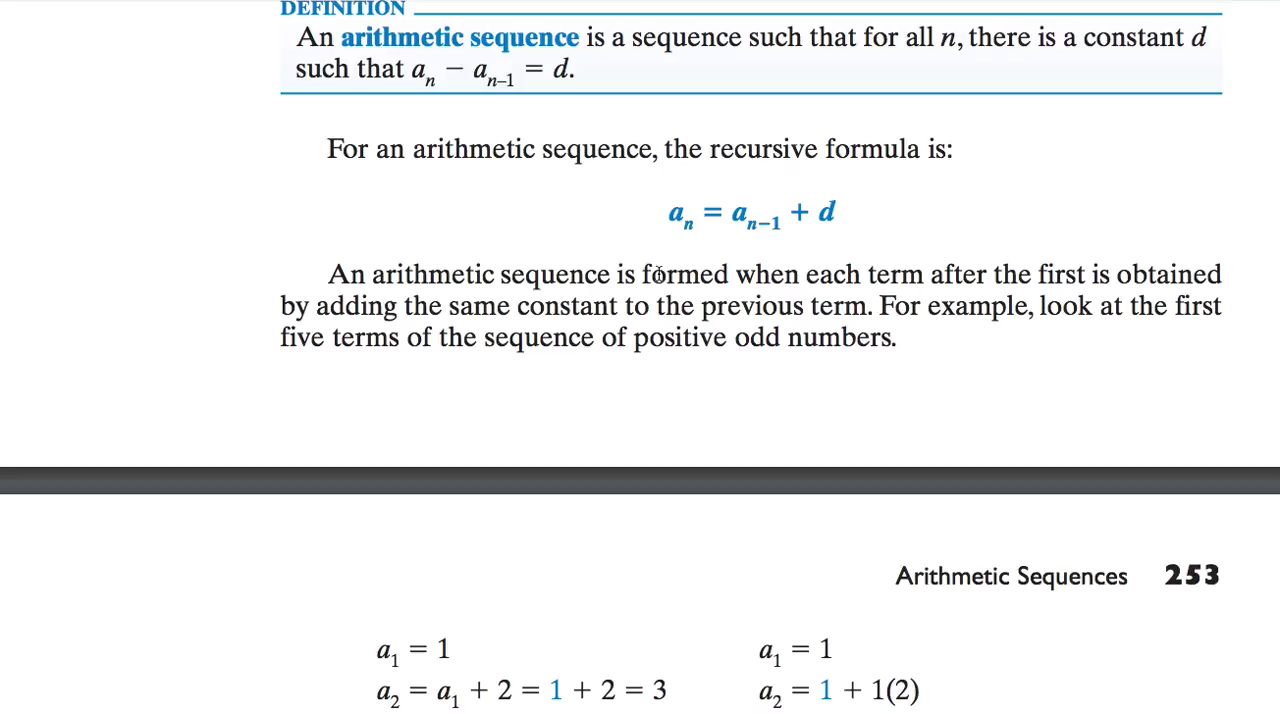 DEFINITION
An arithmetic sequence is a sequence such that for all n, there is a constant d
such that aₙ − aₙ₋₁ = d.
For an arithmetic sequence, the recursive formula is:
aₙ = aₙ₋₁ + d
An arithmetic sequence is formed when each term after the first is obtained
by adding the same constant to the previous term. For example, look at the first
five terms of the sequence of positive odd numbers.
Arithmetic Sequences 253
a₁ = 1 a₁ = 1
a₂ = a₁ + 2 = 1 + 2 = 3 a₂ = 1 + 1(2)